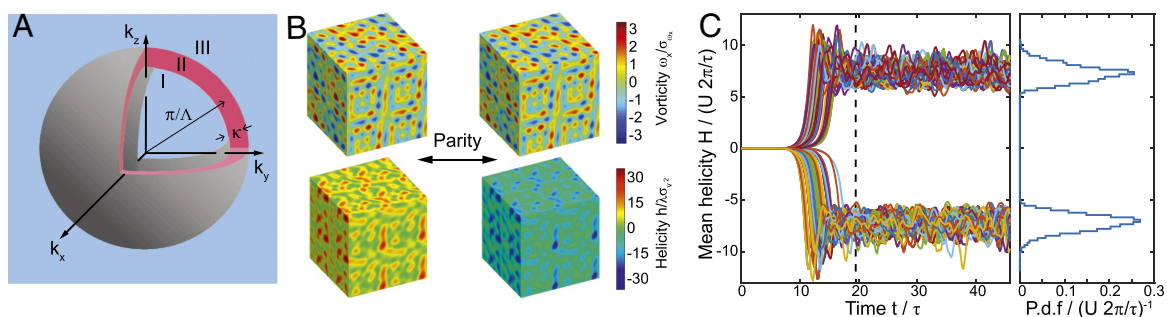 A
k_z
III
II
I
π/Λ
κ
k_y
k_x
B
Parity
3
2
1
0
-1
-2
-3
Vorticity ω_x/σ_ω_x
30
15
0
-15
-30
Helicity h/λσ_v²
C
Mean helicity H / (U 2π/τ)
10
5
0
-5
-10
0
10
20
30
40
Time t / τ
0
0.1
0.2
0.3
P.d.f / (U 2π/τ)⁻¹